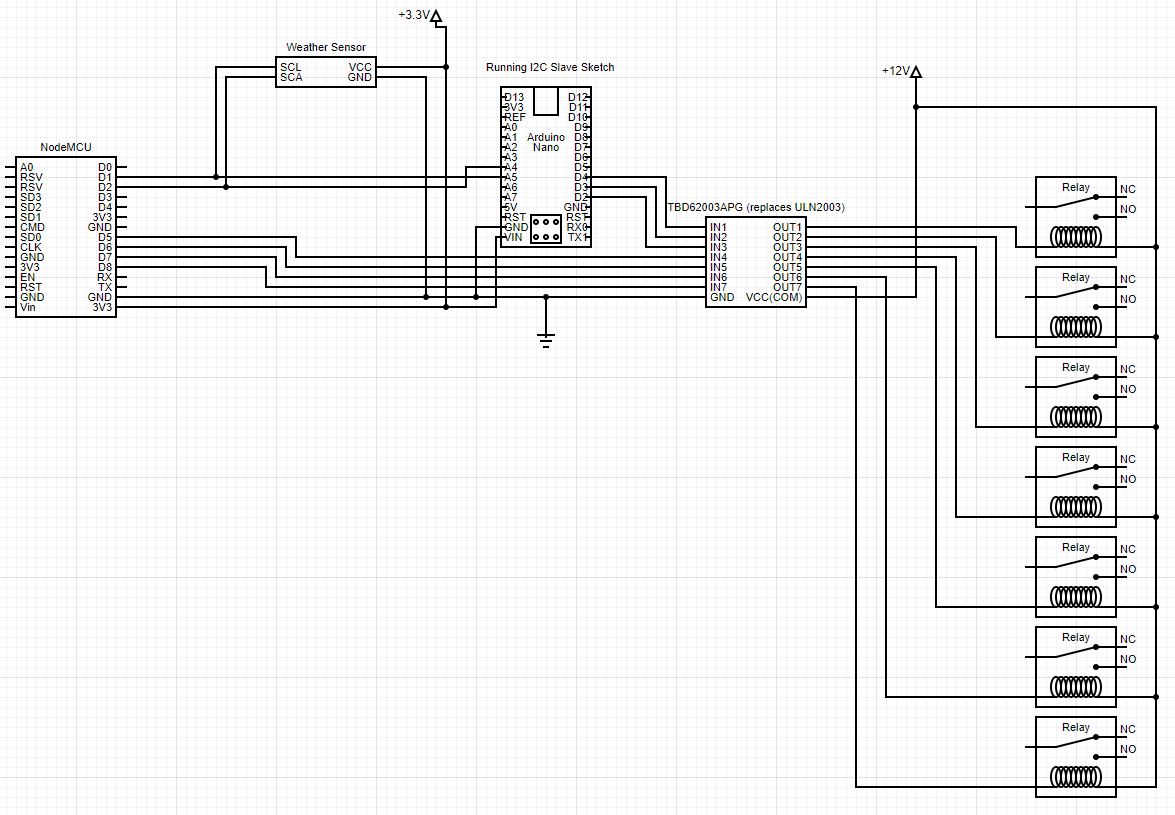 +3.3V
Weather Sensor
SCL VCC
SCA GND
Running I2C Slave Sketch
+12V
D13 D12
3V3 D11
REF D10
A0 D9
A1 Arduino D8
A2 Nano D7
A3 D6
A4 D5
A5 D4
A6 D3
A7 D2
5V GND
RST RST
GND RX0
VIN TX1
NodeMCU
A0 D0
RSV D1
RSV D2
SD3 D3
SD2 D4
SD1 3V3
CMD GND
SD0 D5
CLK D6
GND D7
3V3 D8
EN RX
RST TX
GND GND
Vin 3V3
TBD62003APG (replaces ULN2003)
IN1 OUT1
IN2 OUT2
IN3 OUT3
IN4 OUT4
IN5 OUT5
IN6 OUT6
IN7 OUT7
GND VCC(COM)
Relay NC
NO
Relay NC
NO
Relay NC
NO
Relay NC
NO
Relay NC
NO
Relay NC
NO
Relay NC
NO